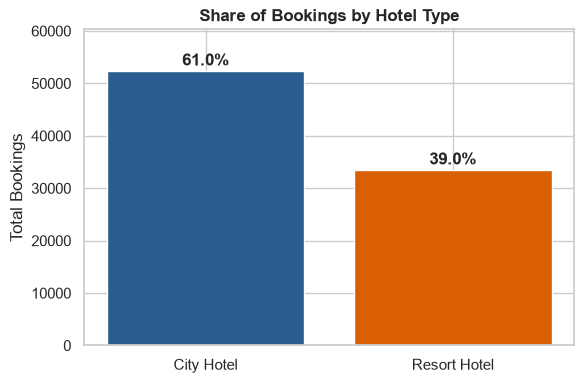 Share of Bookings by Hotel Type
60000
50000
40000
30000
20000
10000
0
Total Bookings
61.0%
39.0%
City Hotel
Resort Hotel